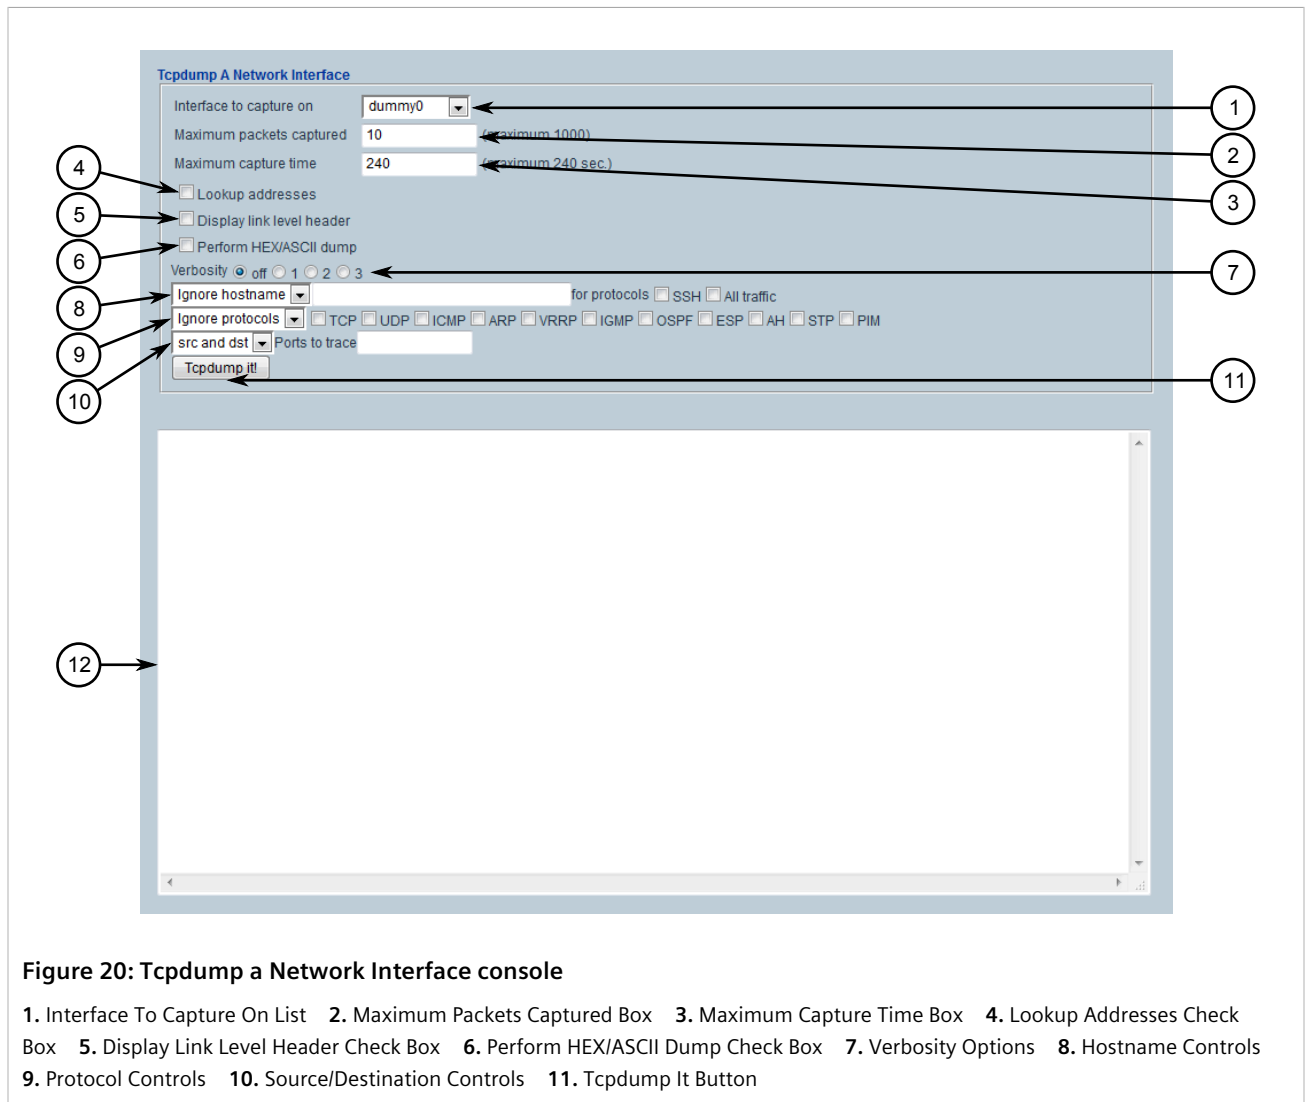 Tcpdump A Network Interface
Interface to capture on dummy0
1
Maximum packets captured 10 (maximum 1000)
2
Maximum capture time 240 (maximum 240 sec.)
3
4
Lookup addresses
5
Display link level header
6
Perform HEX/ASCII dump
Verbosity off 1 2 3
7
8
Ignore hostname for protocols SSH All traffic
9
Ignore protocols TCP UDP ICMP ARP VRRP IGMP OSPF ESP AH STP PIM
10
src and dst Ports to trace
Tcpdump it!
11
12
Figure 20: Tcpdump a Network Interface console
1. Interface To Capture On List 2. Maximum Packets Captured Box 3. Maximum Capture Time Box 4. Lookup Addresses Check
Box 5. Display Link Level Header Check Box 6. Perform HEX/ASCII Dump Check Box 7. Verbosity Options 8. Hostname Controls
9. Protocol Controls 10. Source/Destination Controls 11. Tcpdump It Button